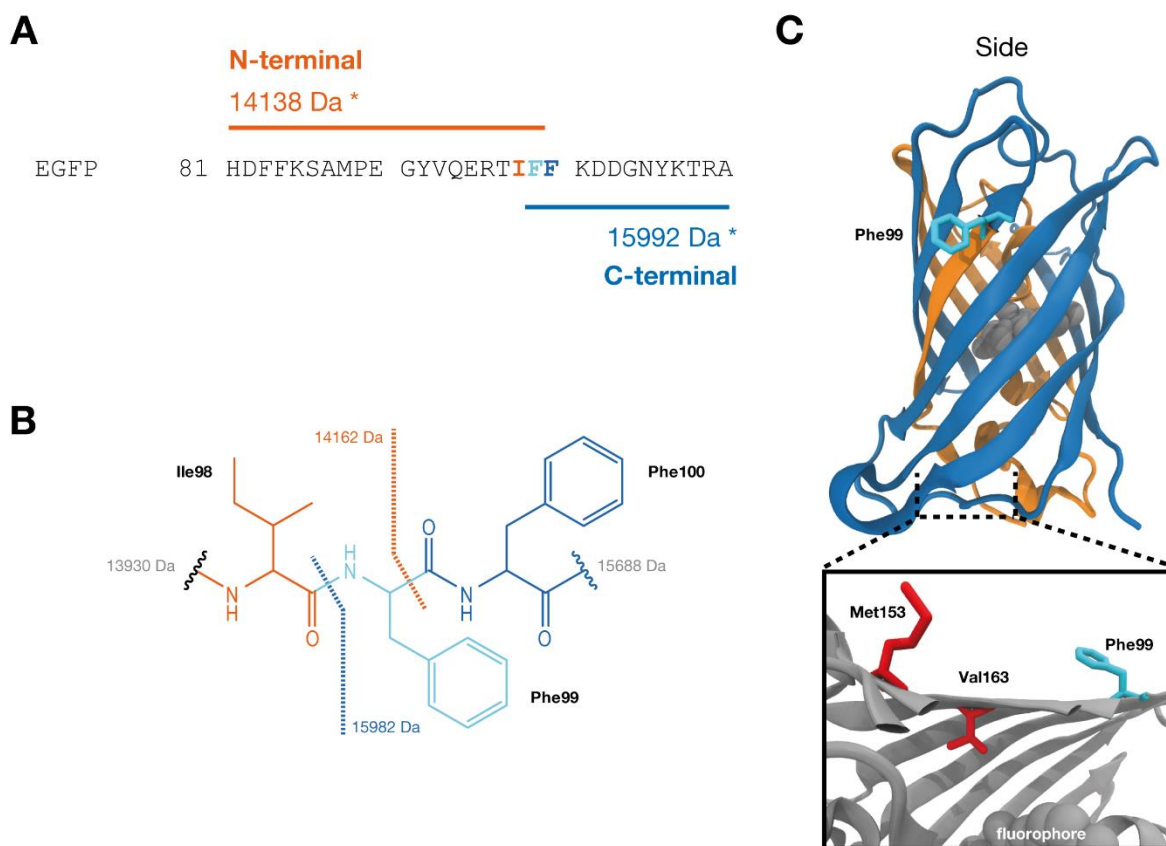 A
N-terminal
14138 Da *
EGFP 81 HDFFKSAMPE GYVQERTIFF KDDGNYKTRA
15992 Da *
C-terminal
B
14162 Da
Ile98
Phe100
13930 Da
N
H
O
H
N
O
N
H
O
15688 Da
Phe99
15982 Da
C
Side
Phe99
Met153
Phe99
Val163
fluorophore